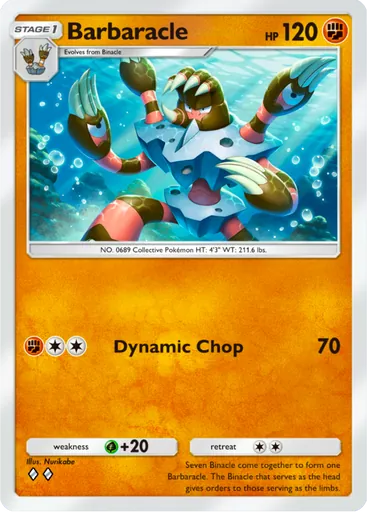 STAGE 1
Barbaracle
HP 120
Evolves from Binacle
NO. 0689 Collective Pokémon HT: 4'3" WT: 211.6 lbs.
Dynamic Chop 70
weakness +20 retreat
Illus. Nurikabe
Seven Binacle come together to form one
Barbaracle. The Binacle that serves as the head
gives orders to those serving as the limbs.